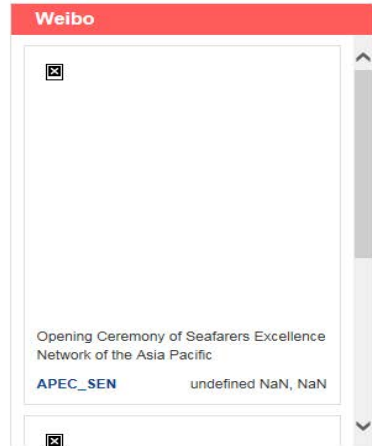 Weibo
Opening Ceremony of Seafarers Excellence
Network of the Asia Pacific
APEC_SEN undefined NaN, NaN